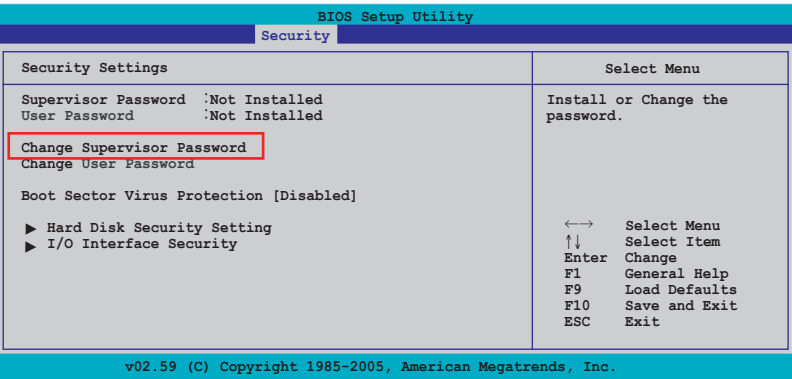 BIOS Setup Utility
Security
Security Settings
Supervisor Password :Not Installed
User Password :Not Installed
Change Supervisor Password
Change User Password
Boot Sector Virus Protection [Disabled]
▶ Hard Disk Security Setting
▶ I/O Interface Security
Select Menu
Install or Change the
password.
←→ Select Menu
↑↓ Select Item
Enter Change
F1 General Help
F9 Load Defaults
F10 Save and Exit
ESC Exit
v02.59 (C) Copyright 1985-2005, American Megatrends, Inc.